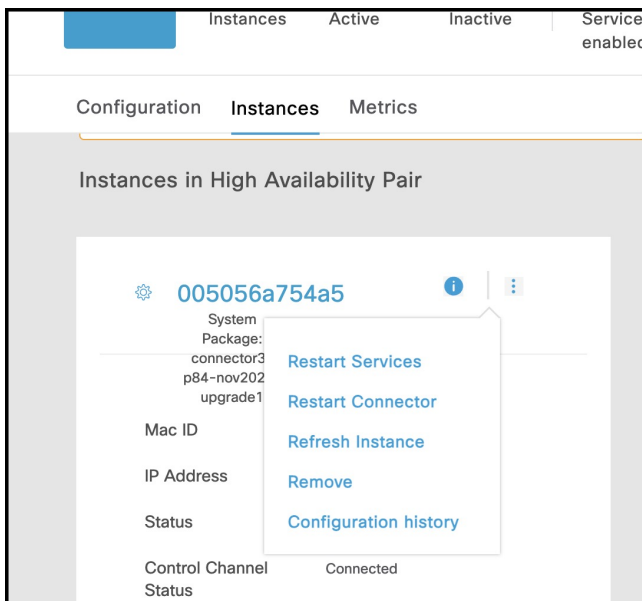 Instances Active Inactive Service
enabled
Configuration Instances Metrics
Instances in High Availability Pair
005056a754a5
System
Package:
connector3
p84-nov202
upgrade1
Restart Services
Restart Connector
Refresh Instance
Remove
Configuration history
Mac ID
IP Address
Status
Control Channel Connected
Status